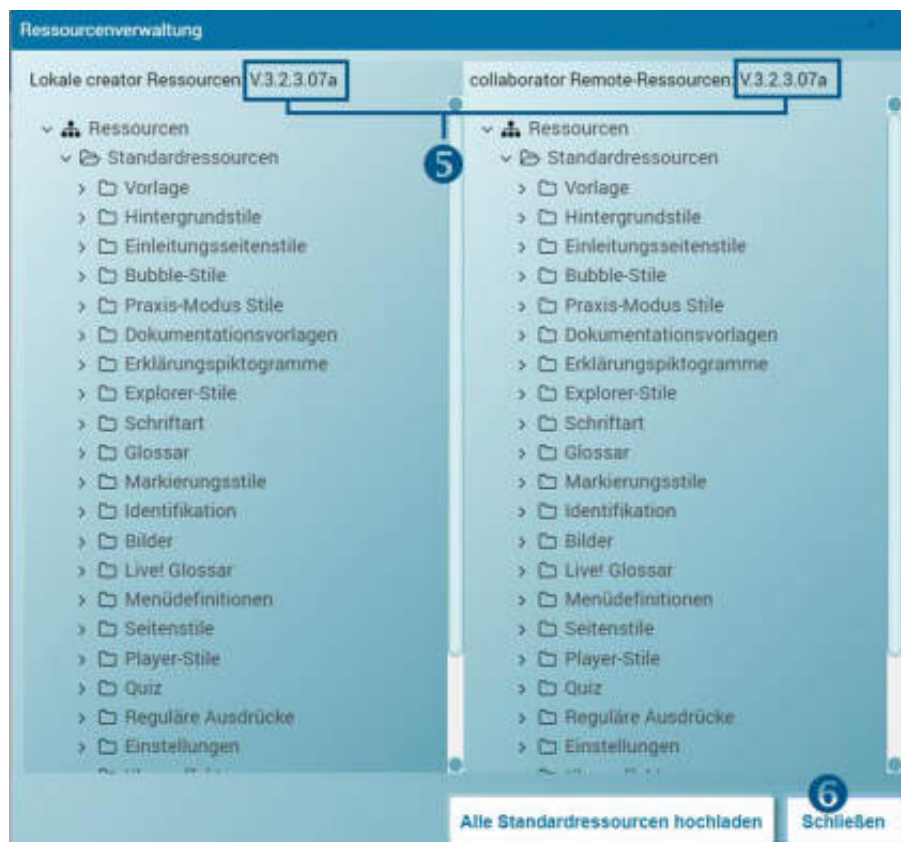 Ressourcenverwaltung
Lokale creator Ressourcen: V.3.2.3.07a
Ressourcen
Standardressourcen
Vorlage
Hintergrundstile
Einleitungsseitenstile
Bubble-Stile
Praxis-Modus Stile
Dokumentationsvorlagen
Erklärungspiktogramme
Explorer-Stile
Schriftart
Glossar
Markierungsstile
Identifikation
Bilder
Live! Glossar
Menüdefinitionen
Seitenstile
Player-Stile
Quiz
Reguläre Ausdrücke
Einstellungen
5
collaborator Remote-Ressourcen: V.3.2.3.07a
Ressourcen
Standardressourcen
Vorlage
Hintergrundstile
Einleitungsseitenstile
Bubble-Stile
Praxis-Modus Stile
Dokumentationsvorlagen
Erklärungspiktogramme
Explorer-Stile
Schriftart
Glossar
Markierungsstile
Identifikation
Bilder
Live! Glossar
Menüdefinitionen
Seitenstile
Player-Stile
Quiz
Reguläre Ausdrücke
Einstellungen
6
Alle Standardressourcen hochladen
Schließen